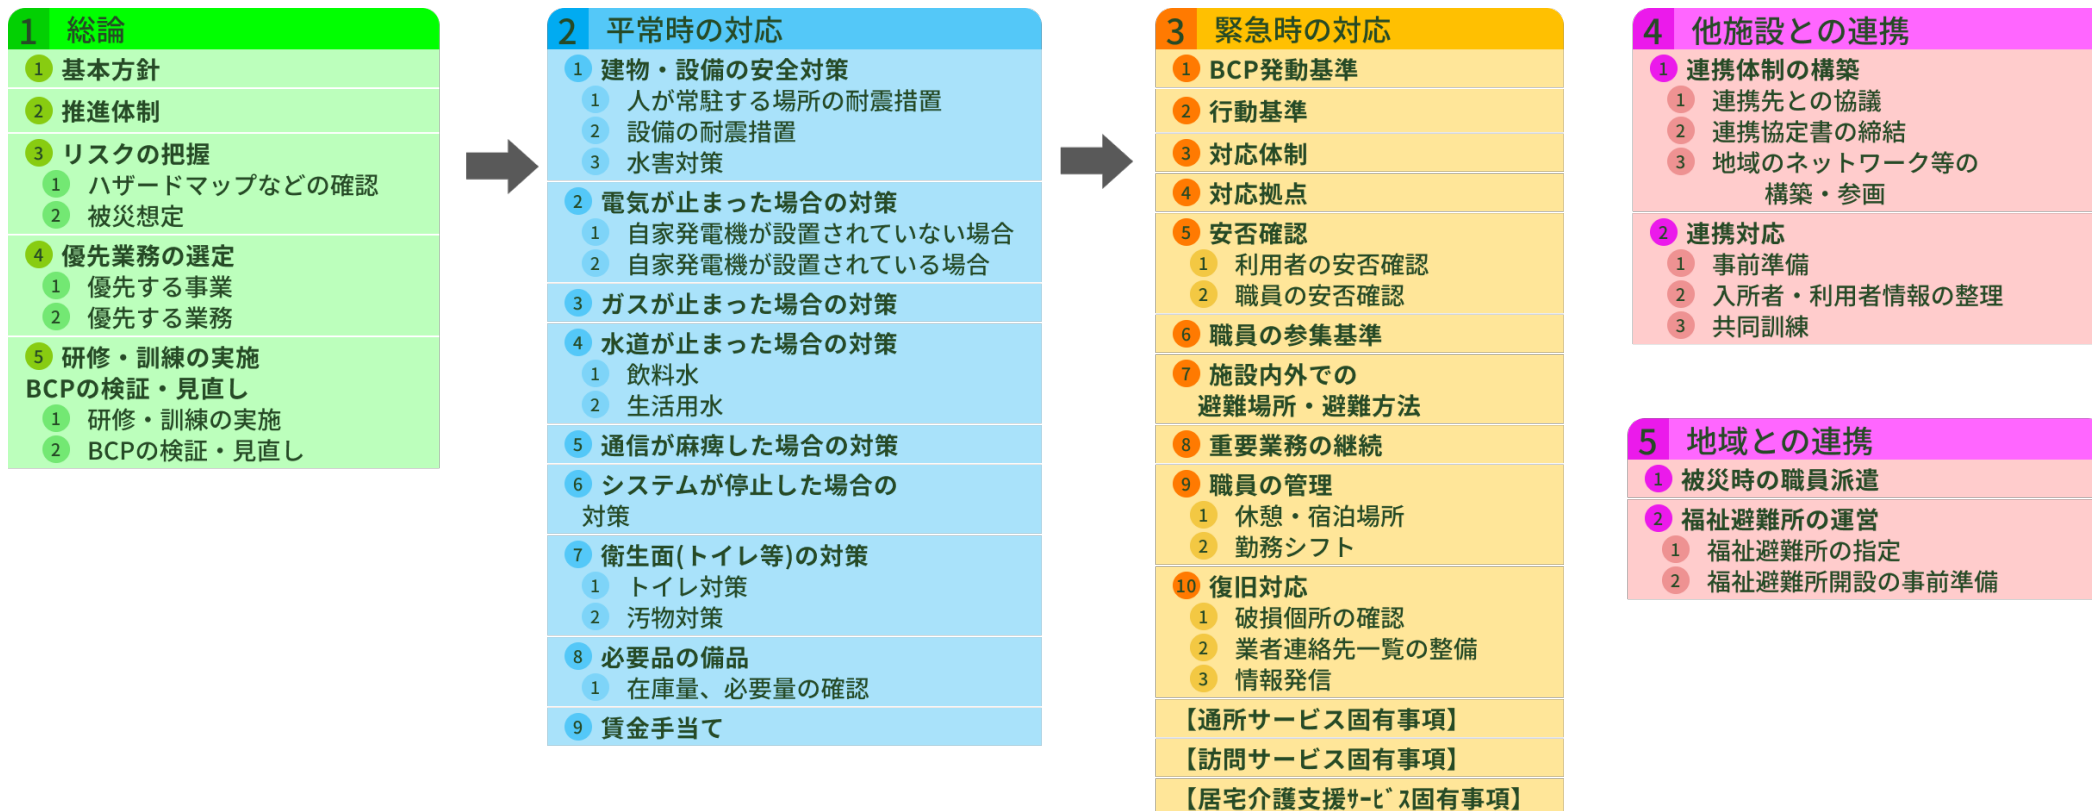 1 総論
1 基本方針
2 推進体制
3 リスクの把握
1 ハザードマップなどの確認
2 被災想定
4 優先業務の選定
1 優先する事業
2 優先する業務
5 研修・訓練の実施
BCPの検証・見直し
1 研修・訓練の実施
2 BCPの検証・見直し
2 平常時の対応
1 建物・設備の安全対策
1 人が常駐する場所の耐震措置
2 設備の耐震措置
3 水害対策
2 電気が止まった場合の対策
1 自家発電機が設置されていない場合
2 自家発電機が設置されている場合
3 ガスが止まった場合の対策
4 水道が止まった場合の対策
1 飲料水
2 生活用水
5 通信が麻痺した場合の対策
6 システムが停止した場合の
対策
7 衛生面(トイレ等)の対策
1 トイレ対策
2 汚物対策
8 必要品の備品
1 在庫量、必要量の確認
9 賃金手当て
3 緊急時の対応
1 BCP発動基準
2 行動基準
3 対応体制
4 対応拠点
5 安否確認
1 利用者の安否確認
2 職員の安否確認
6 職員の参集基準
7 施設内外での
避難場所・避難方法
8 重要業務の継続
9 職員の管理
1 休憩・宿泊場所
2 勤務シフト
10 復旧対応
1 破損個所の確認
2 業者連絡先一覧の整備
3 情報発信
【通所サービス固有事項】
【訪問サービス固有事項】
【居宅介護支援ｻｰﾋﾞｽ固有事項】
4 他施設との連携
1 連携体制の構築
1 連携先との協議
2 連携協定書の締結
3 地域のネットワーク等の
構築・参画
2 連携対応
1 事前準備
2 入所者・利用者情報の整理
3 共同訓練
5 地域との連携
1 被災時の職員派遣
2 福祉避難所の運営
1 福祉避難所の指定
2 福祉避難所開設の事前準備